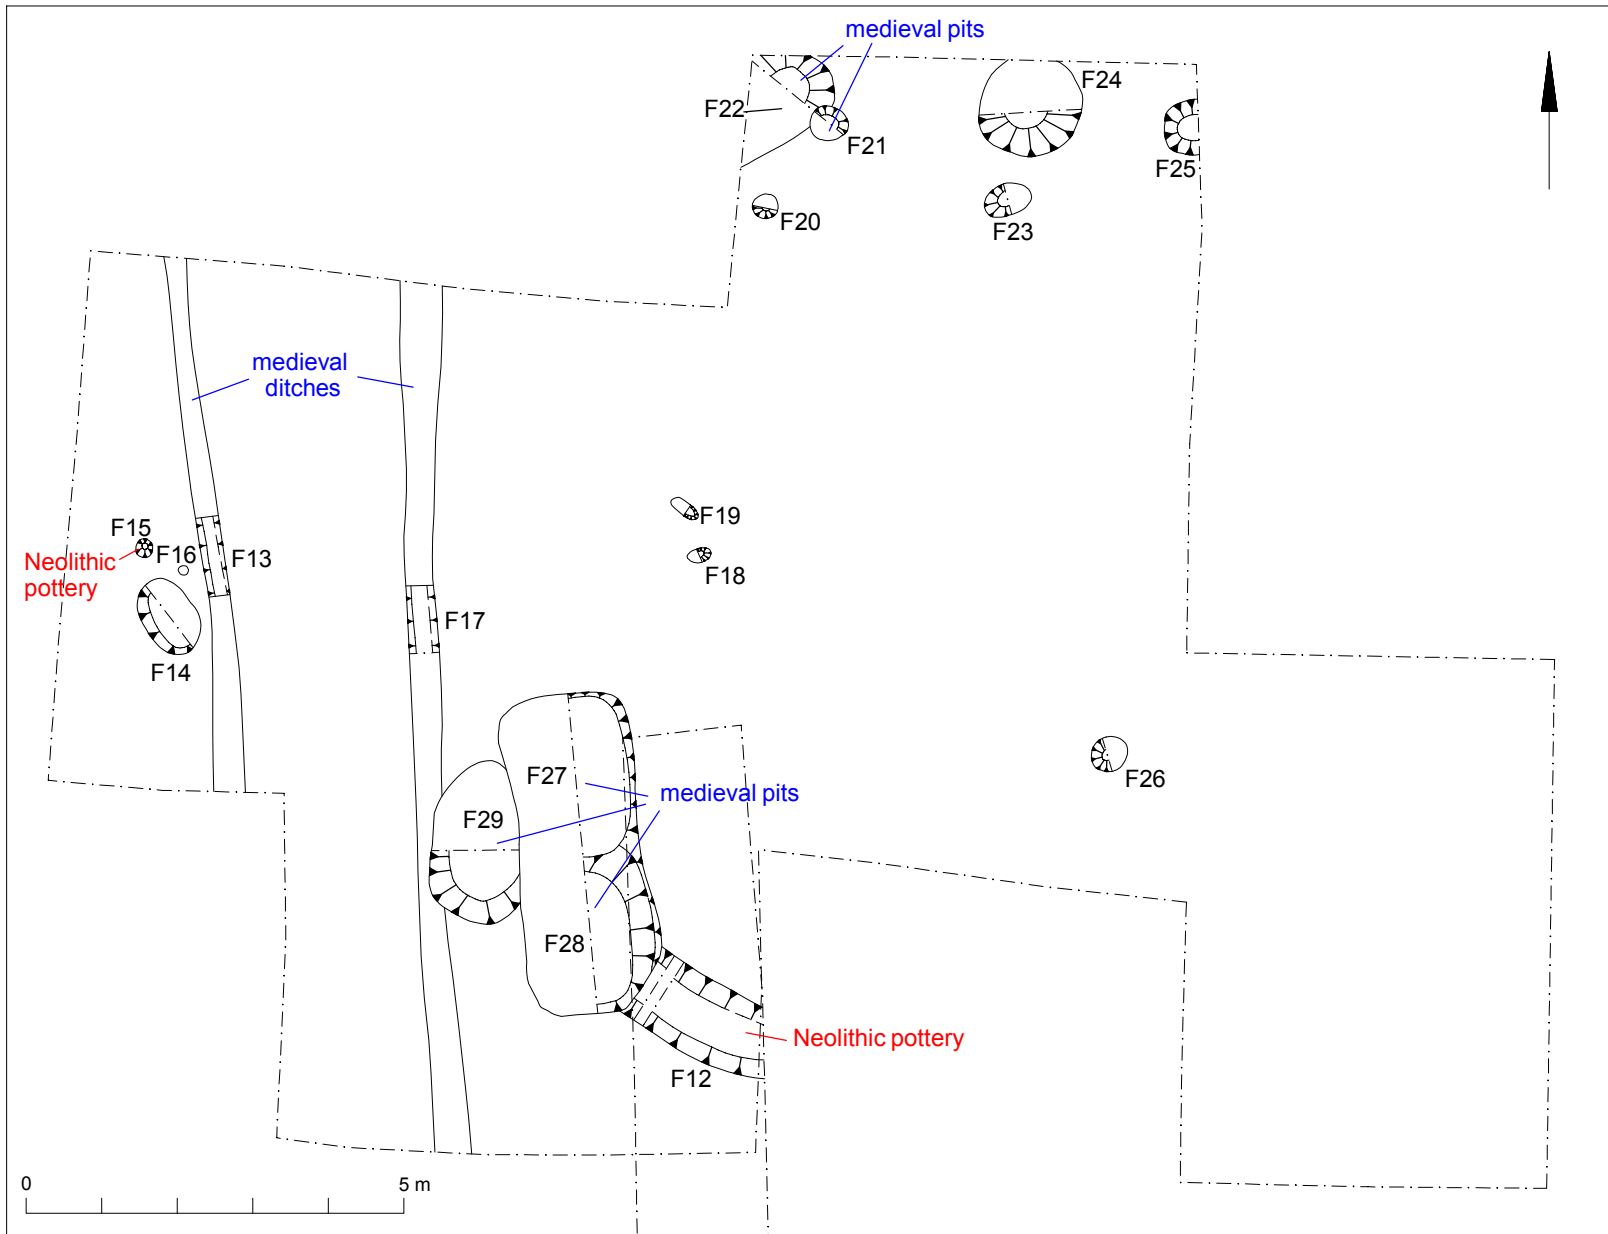 medieval pits
F24
F22
F21
F25
F20
F23
medieval
ditches
F19
F15
F16
F13
Neolithic
pottery
F18
F17
F14
F27
F26
medieval pits
F29
F28
Neolithic pottery
F12
0
5 m